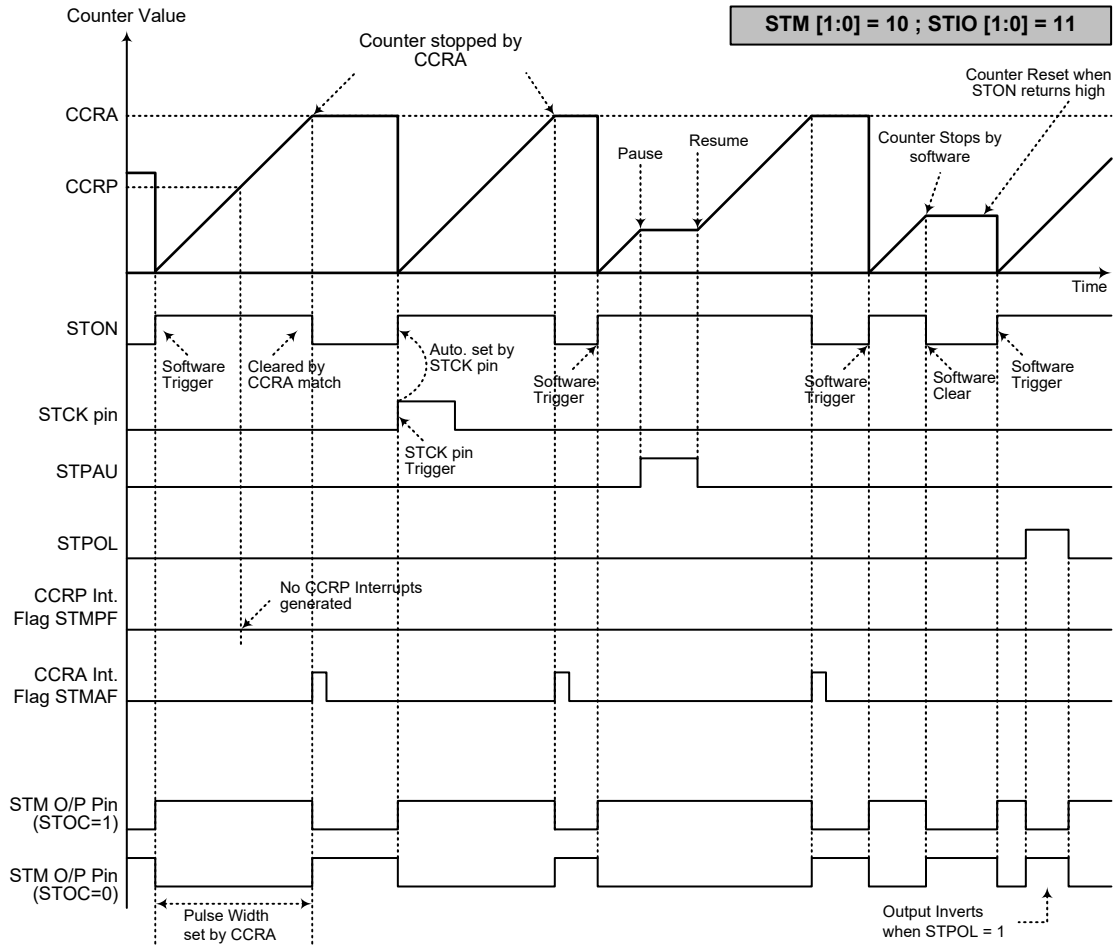 Counter Value
STM [1:0] = 10 ; STIO [1:0] = 11
Counter stopped by
CCRA
Counter Reset when
STON returns high
CCRA
Pause
Resume
Counter Stops by
software
CCRP
Time
STON
Software
Trigger
Cleared by
CCRA match
Auto. set by
STCK pin
Software
Trigger
Software
Trigger
Software
Clear
Software
Trigger
STCK pin
STCK pin
Trigger
STPAU
STPOL
CCRP Int.
Flag STMPF
No CCRP Interrupts
generated
CCRA Int.
Flag STMAF
STM O/P Pin
(STOC=1)
STM O/P Pin
(STOC=0)
Pulse Width
set by CCRA
Output Inverts
when STPOL = 1